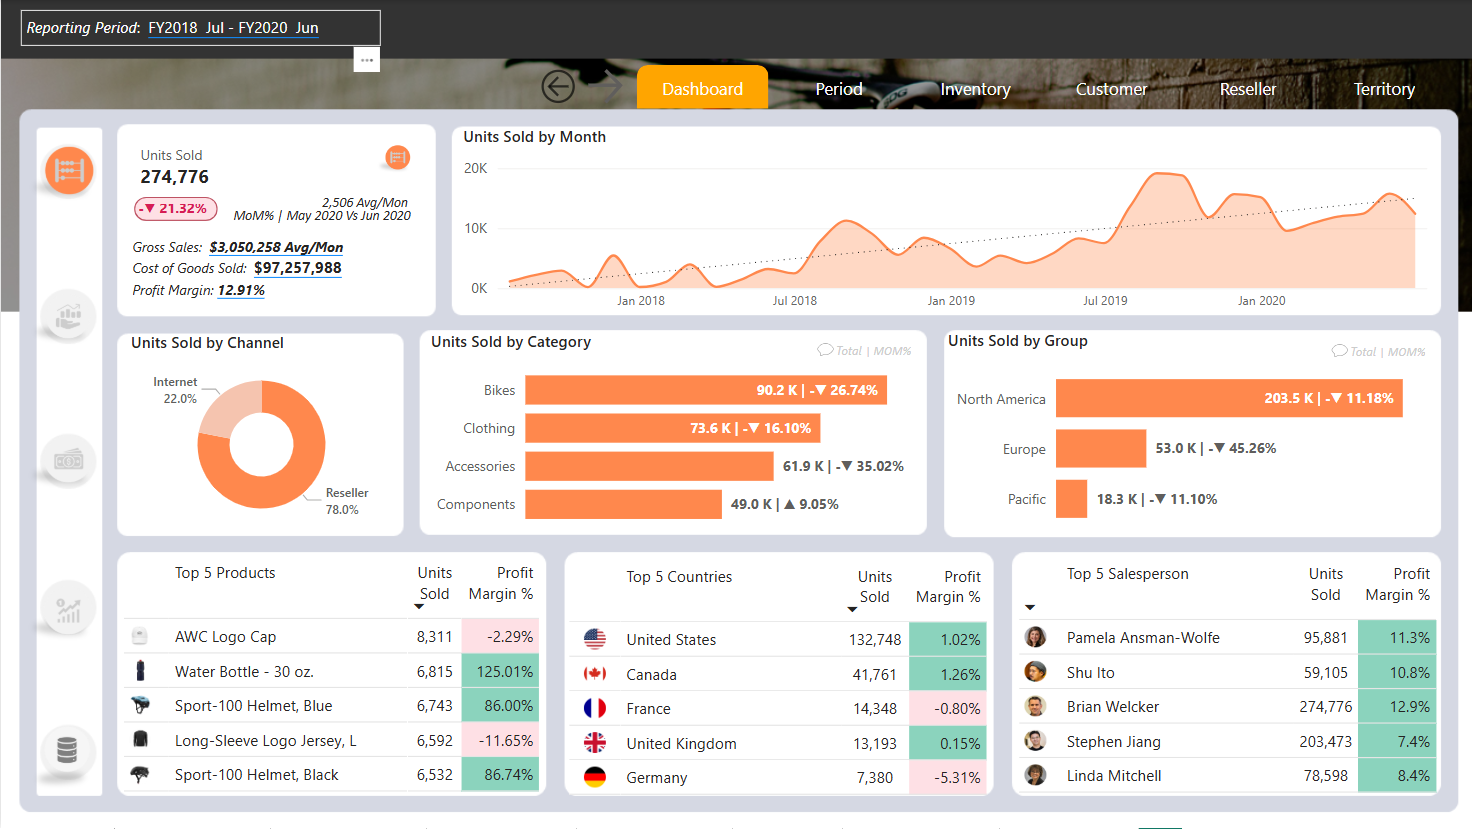 Reporting Period: FY2018 Jul - FY2020 Jun
Dashboard
Period
Inventory
Customer
Reseller
Territory
Units Sold
274,776
-▼ 21.32%
2,506 Avg/Mon
MoM% | May 2020 Vs Jun 2020
Gross Sales: $3,050,258 Avg/Mon
Cost of Goods Sold: $97,257,988
Profit Margin: 12.91%
Units Sold by Month
20K
10K
0K
Jan 2018
Jul 2018
Jan 2019
Jul 2019
Jan 2020
Units Sold by Channel
Internet
22.0%
Reseller
78.0%
Units Sold by Category
Total | MOM%
Bikes 90.2 K | -▼ 26.74%
Clothing 73.6 K | -▼ 16.10%
Accessories 61.9 K | -▼ 35.02%
Components 49.0 K | ▲ 9.05%
Units Sold by Group
Total | MOM%
North America 203.5 K | -▼ 11.18%
Europe 53.0 K | -▼ 45.26%
Pacific 18.3 K | -▼ 11.10%
Top 5 Products Units Sold Profit Margin %
AWC Logo Cap 8,311 -2.29%
Water Bottle - 30 oz. 6,815 125.01%
Sport-100 Helmet, Blue 6,743 86.00%
Long-Sleeve Logo Jersey, L 6,592 -11.65%
Sport-100 Helmet, Black 6,532 86.74%
Top 5 Countries Units Sold Profit Margin %
United States 132,748 1.02%
Canada 41,761 1.26%
France 14,348 -0.80%
United Kingdom 13,193 0.15%
Germany 7,380 -5.31%
Top 5 Salesperson Units Sold Profit Margin %
Pamela Ansman-Wolfe 95,881 11.3%
Shu Ito 59,105 10.8%
Brian Welcker 274,776 12.9%
Stephen Jiang 203,473 7.4%
Linda Mitchell 78,598 8.4%